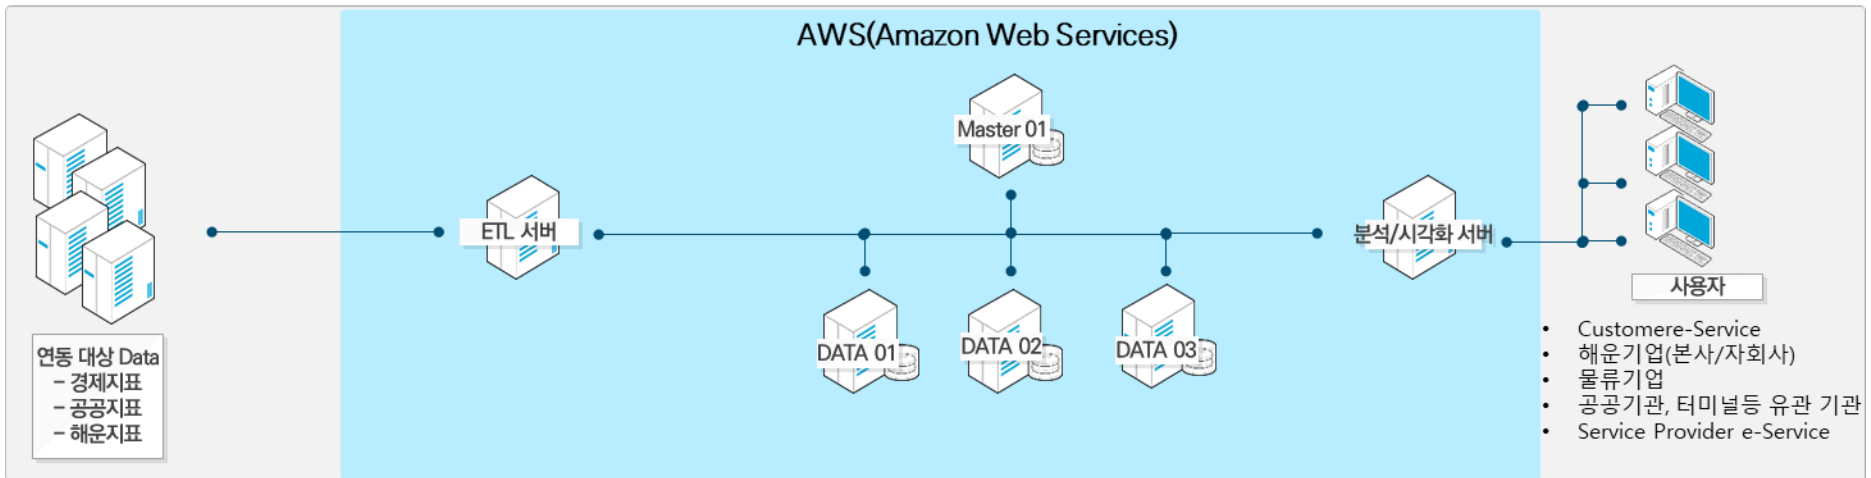 AWS(Amazon Web Services)
Master 01
ETL 서버
분석/시각화 서버
DATA 01
DATA 02
DATA 03
연동 대상 Data
- 경제지표
- 공공지표
- 해운지표
사용자
• Customere-Service
• 해운기업(본사/자회사)
• 물류기업
• 공공기관, 터미널등 유관 기관
• Service Provider e-Service